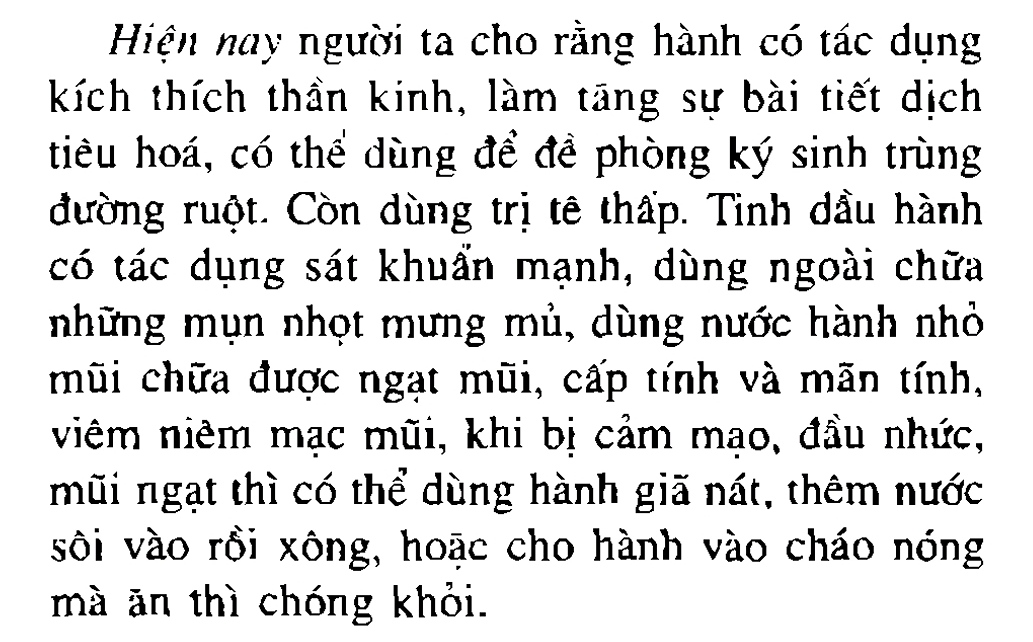 Hiện nay người ta cho rằng hành có tác dụng
kích thích thần kinh, làm tăng sự bài tiết dịch
tiêu hoá, có thể dùng để đề phòng ký sinh trùng
đường ruột. Còn dùng trị tê thấp. Tinh dầu hành
có tác dụng sát khuẩn mạnh, dùng ngoài chữa
những mụn nhọt mưng mủ, dùng nước hành nhỏ
mũi chữa được ngạt mũi, cấp tính và mãn tính,
viêm niêm mạc mũi, khi bị cảm mạo, đầu nhức,
mũi ngạt thì có thể dùng hành giã nát, thêm nước
sôi vào rồi xông, hoặc cho hành vào cháo nóng
mà ăn thì chóng khỏi.